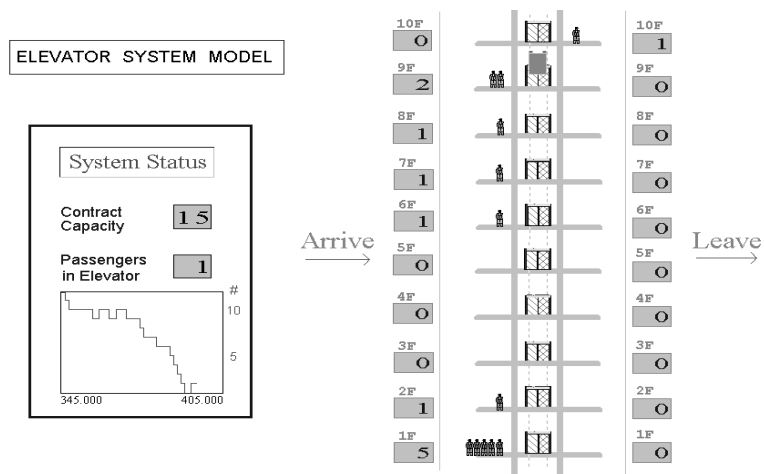 ELEVATOR SYSTEM MODEL
System Status
Contract
Capacity
15
Passengers
in Elevator
1
#
10
5
345.000
405.000
Arrive
10F
0
9F
2
8F
1
7F
1
6F
1
5F
0
4F
0
3F
0
2F
1
1F
5
10F
1
9F
0
8F
0
7F
0
6F
0
5F
0
4F
0
3F
0
2F
0
1F
0
Leave